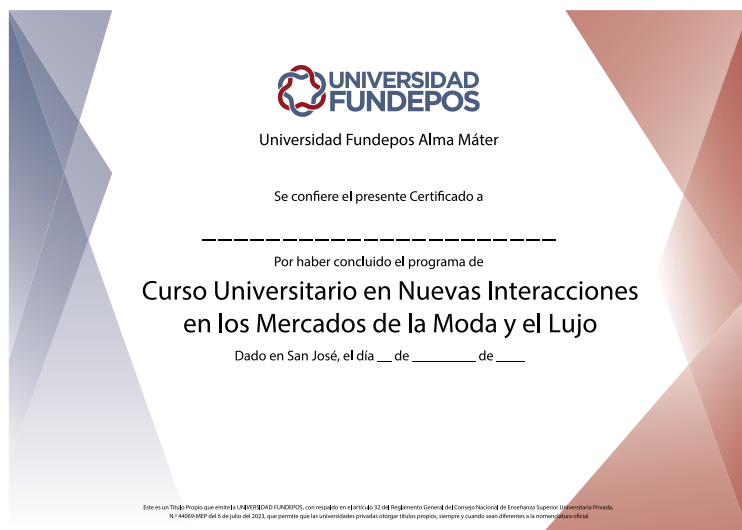 UNIVERSIDAD
FUNDEPOS
Universidad Fundepos Alma Máter
Se confiere el presente Certificado a
_ _ _ _ _ _ _ _ _ _ _ _ _ _ _ _ _ _ _ _ _ _
Por haber concluido el programa de
Curso Universitario en Nuevas Interacciones
en los Mercados de la Moda y el Lujo
Dado en San José, el día __ de ________ de ____
Este es un Título Propio que emite la UNIVERSIDAD FUNDEPOS, con respaldo en el artículo 32 del Reglamento General del Consejo Nacional de Enseñanza Superior Universitaria Privada,
N.º 44069-MEP del 6 de julio del 2023, que permite que las universidades privadas otorgar títulos propios, siempre y cuando sean diferentes a la nomenclatura oficial